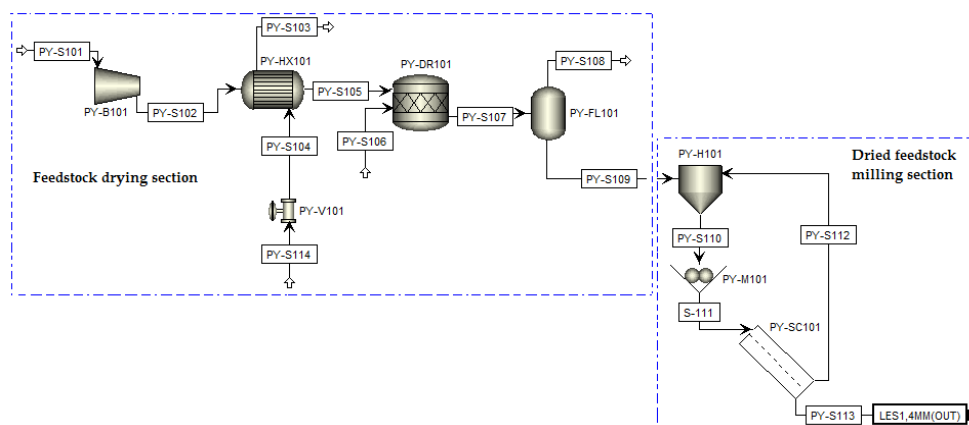 PY-S101
PY-B101
PY-S102
PY-S103
PY-HX101
PY-S105
PY-S104
PY-V101
PY-S114
PY-DR101
PY-S106
PY-S107
PY-S108
PY-FL101
PY-S109
Feedstock drying section
Dried feedstock
milling section
PY-H101
PY-S110
PY-S112
PY-M101
S-111
PY-SC101
PY-S113
LES1,4MM(OUT)